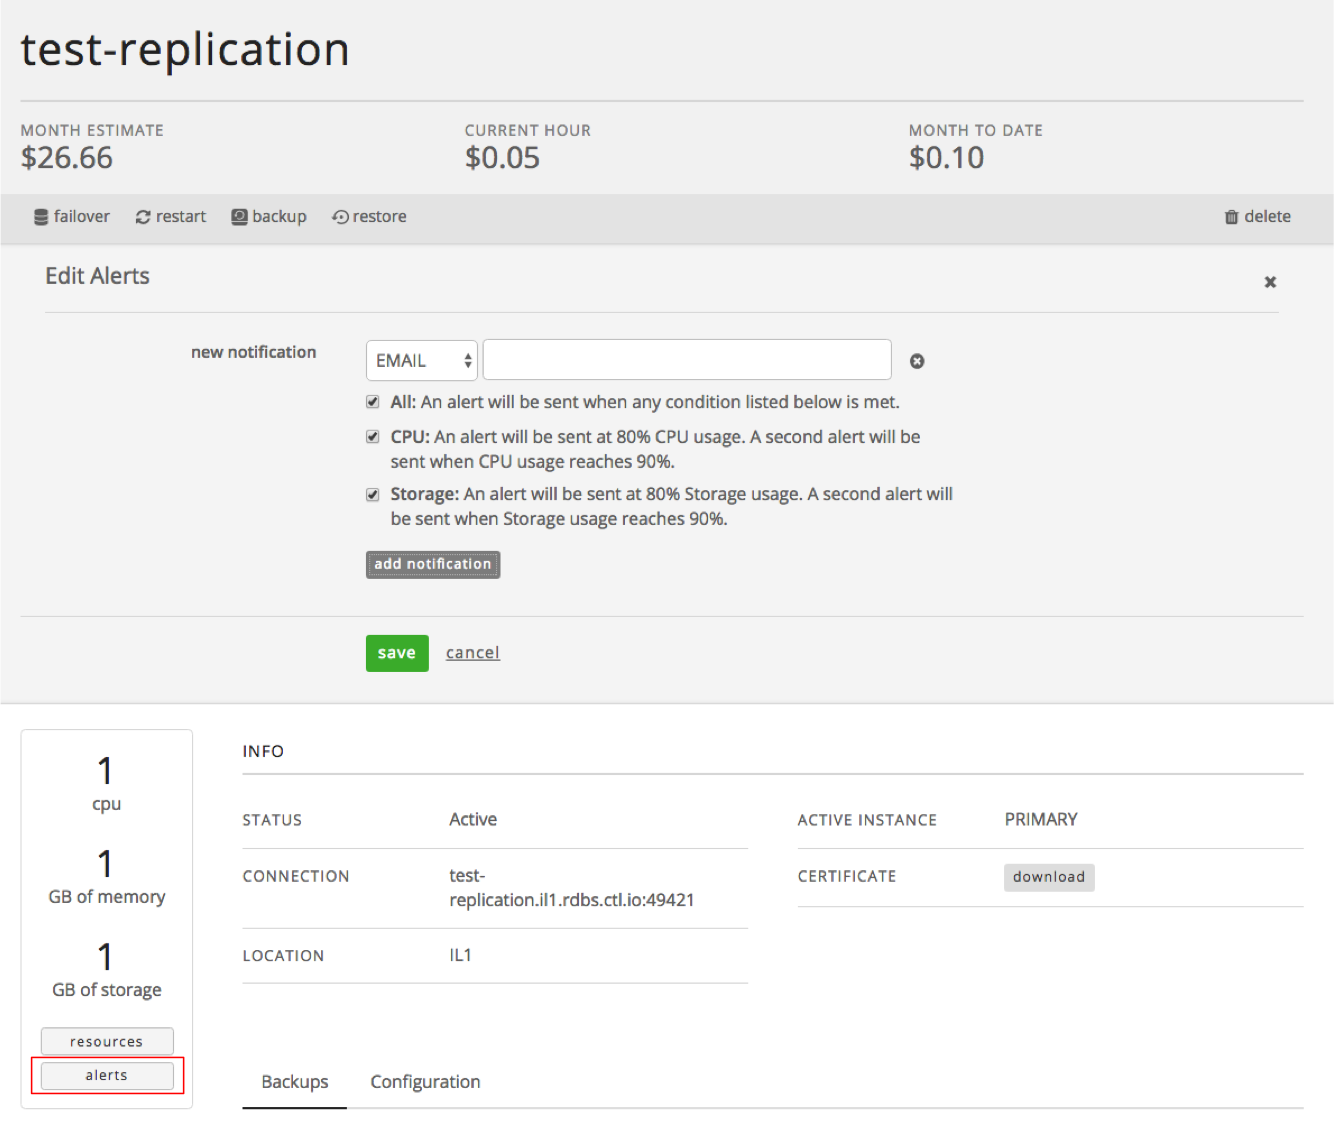 test-replication
MONTH ESTIMATE
$26.66
CURRENT HOUR
$0.05
MONTH TO DATE
$0.10
failover
restart
backup
restore
delete
Edit Alerts
new notification
EMAIL
All: An alert will be sent when any condition listed below is met.
CPU: An alert will be sent at 80% CPU usage. A second alert will be
sent when CPU usage reaches 90%.
Storage: An alert will be sent at 80% Storage usage. A second alert will
be sent when Storage usage reaches 90%.
add notification
save
cancel
1
cpu
1
GB of memory
1
GB of storage
resources
alerts
INFO
STATUS
Active
CONNECTION
test-
replication.il1.rdbs.ctl.io:49421
LOCATION
IL1
ACTIVE INSTANCE
PRIMARY
CERTIFICATE
download
Backups
Configuration